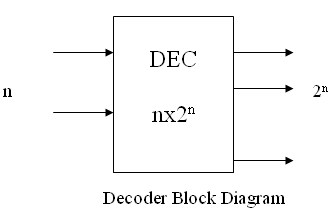 DEC
n
nx2ⁿ
2ⁿ
Decoder Block Diagram